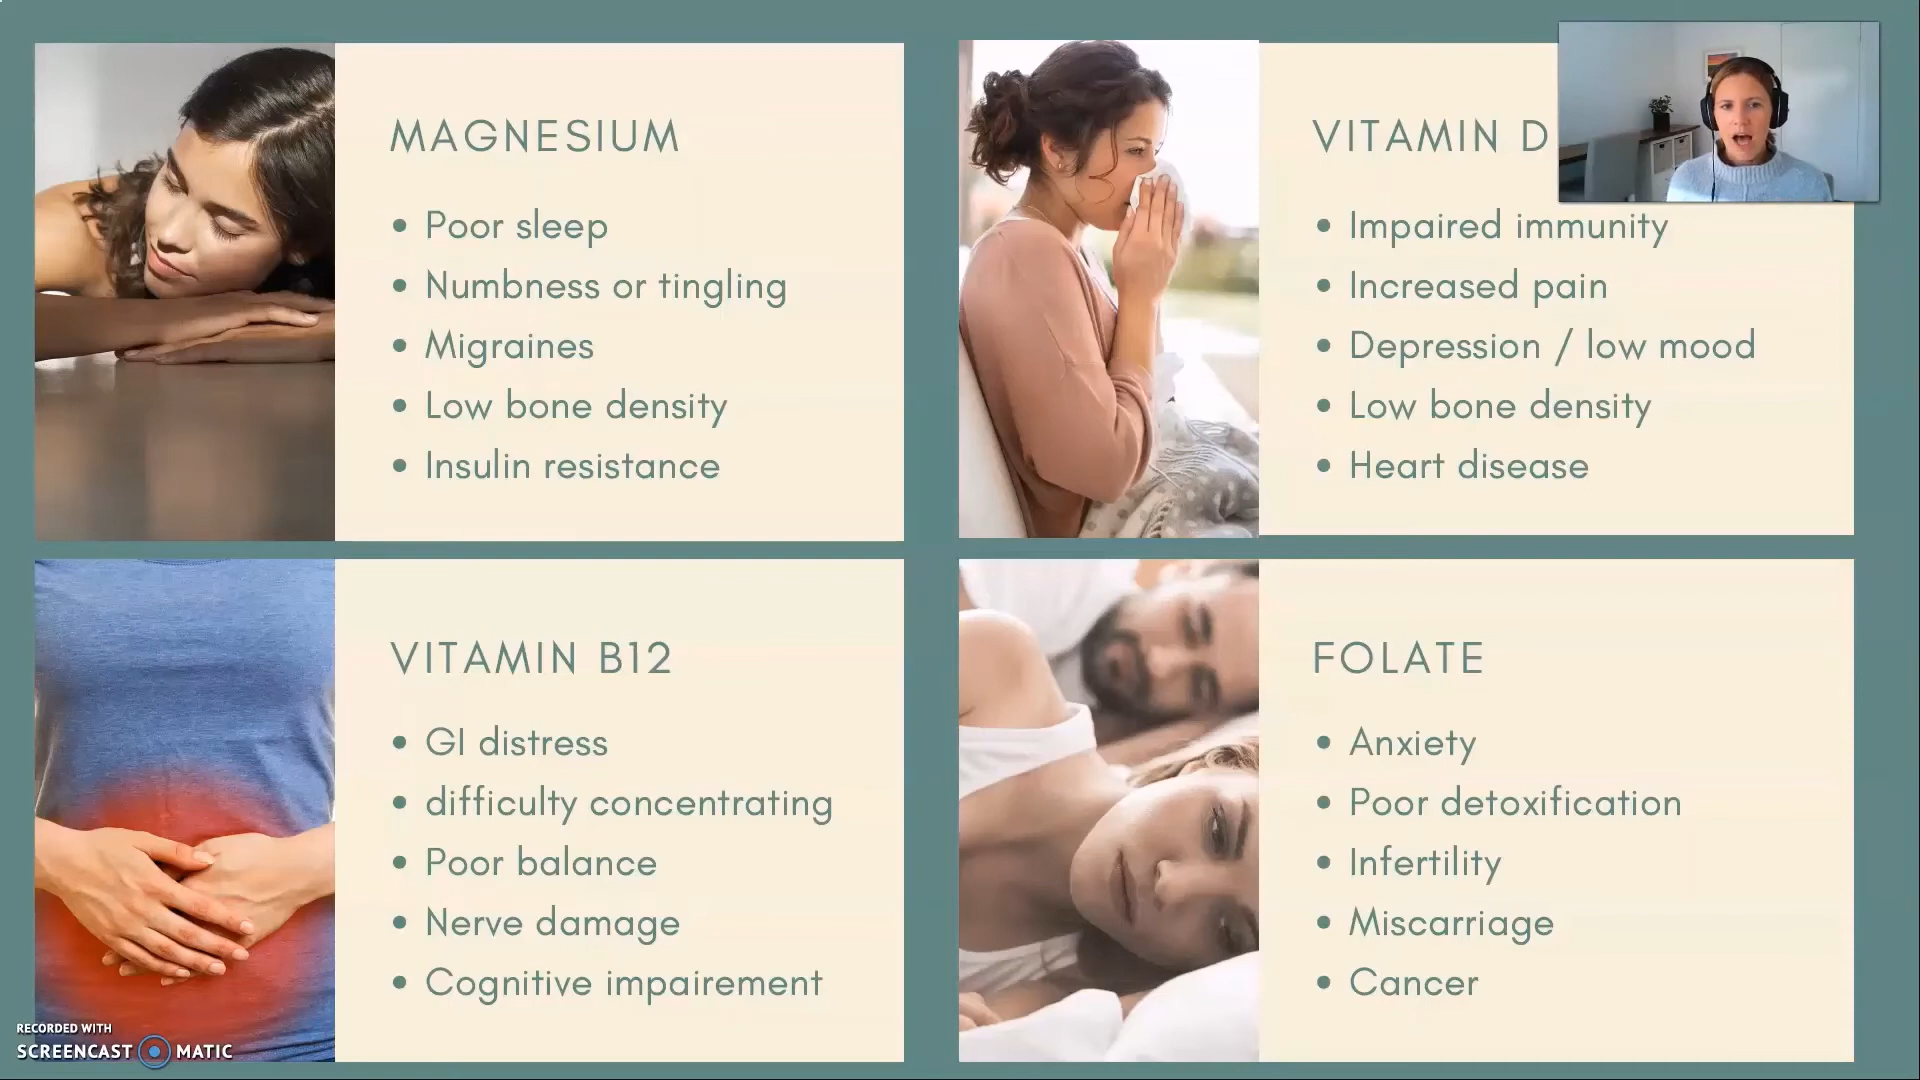 MAGNESIUM
• Poor sleep
• Numbness or tingling
• Migraines
• Low bone density
• Insulin resistance
VITAMIN D
• Impaired immunity
• Increased pain
• Depression / low mood
• Low bone density
• Heart disease
VITAMIN B12
• GI distress
• difficulty concentrating
• Poor balance
• Nerve damage
• Cognitive impairement
FOLATE
• Anxiety
• Poor detoxification
• Infertility
• Miscarriage
• Cancer
RECORDED WITH
SCREENCAST MATIC